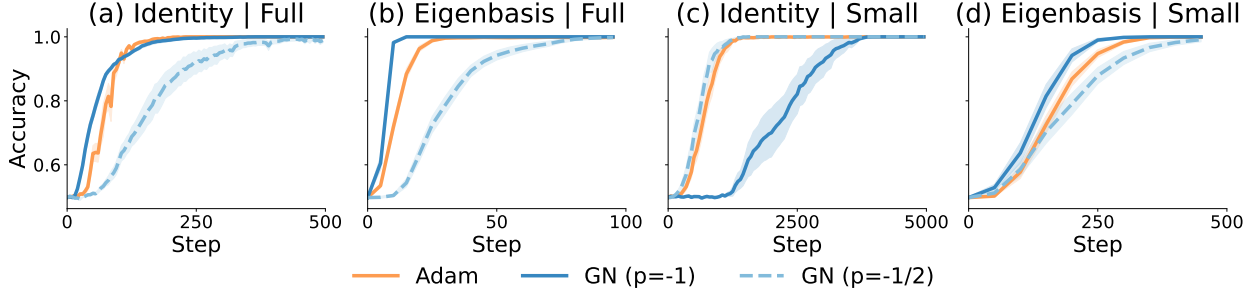 (a) Identity | Full
(b) Eigenbasis | Full
(c) Identity | Small
(d) Eigenbasis | Small
Accuracy
1.0
0.8
0.6
0
250
500
Step
0
50
100
Step
0
2500
5000
Step
0
250
500
Step
Adam
GN (p=-1)
GN (p=-1/2)